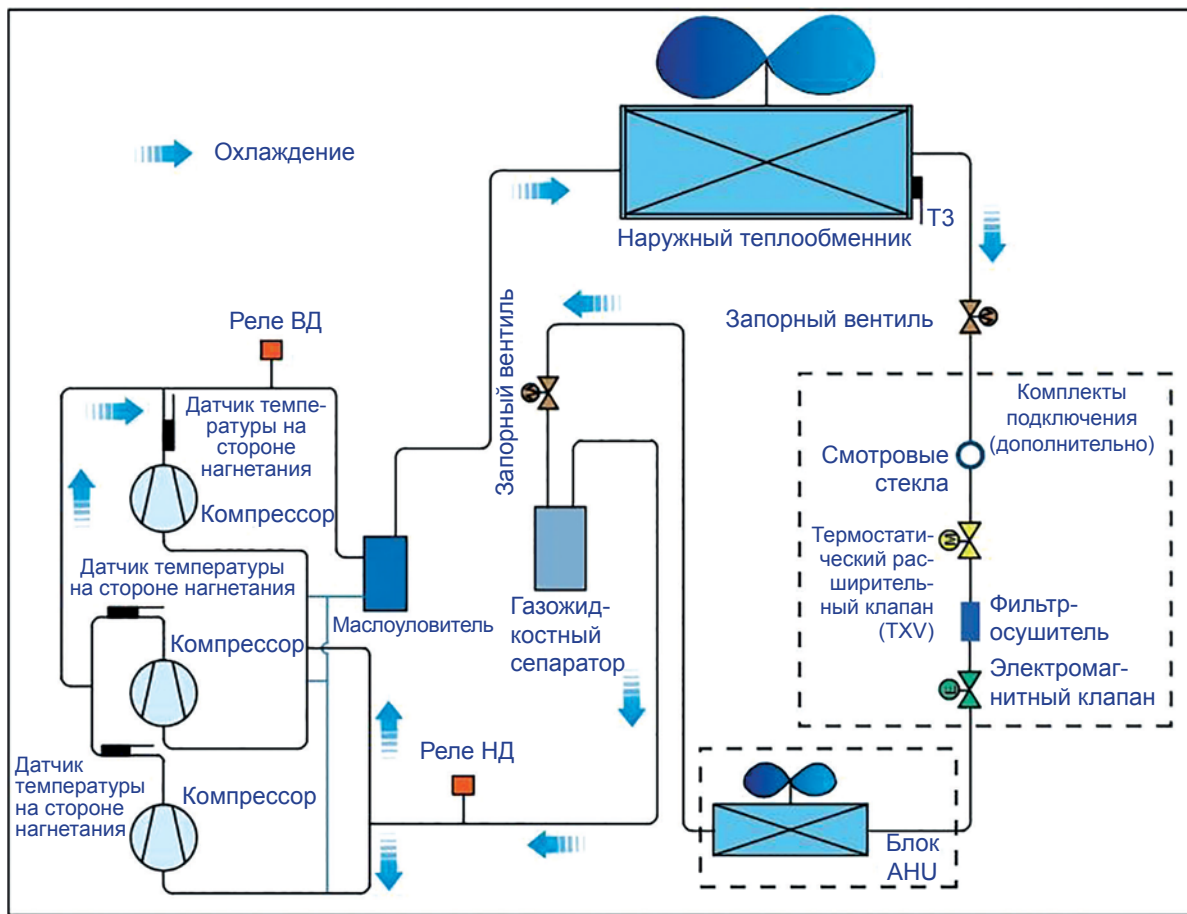 Охлаждение
Т3
Наружный теплообменник
Запорный вентиль
Запорный вентиль
Реле ВД
Комплекты
подключения
(дополнительно)
Датчик темпе-
ратуры на
стороне
нагнетания
Смотровые
стекла
Компрессор
Термостати-
ческий рас-
ширитель-
ный клапан
(TXV)
M
Датчик температуры
на стороне нагнетания
Маслоуловитель
Газожид-
костный
сепаратор
Фильтр-
осушитель
Компрессор
Электромаг-
нитный клапан
E
Реле НД
Датчик
температуры
на стороне
нагнетания
Компрессор
Блок
AHU